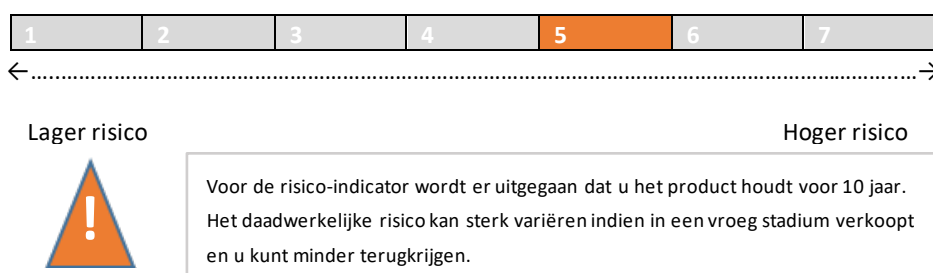 1 2 3 4 5 6 7
Lager risico Hoger risico
!
Voor de risico-indicator wordt er uitgegaan dat u het product houdt voor 10 jaar.
Het daadwerkelijke risico kan sterk variëren indien in een vroeg stadium verkoopt
en u kunt minder terugkrijgen.